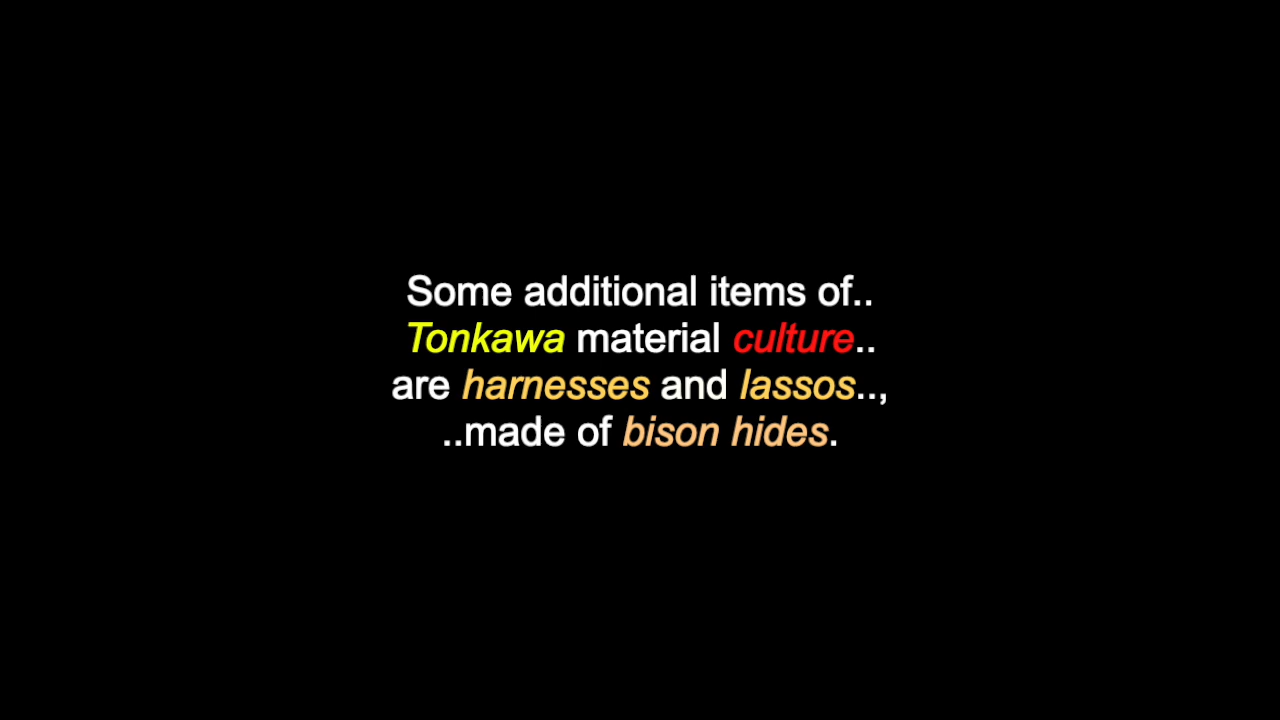 Some additional items of..
Tonkawa material culture..
are harnesses and lassos..,
..made of bison hides.